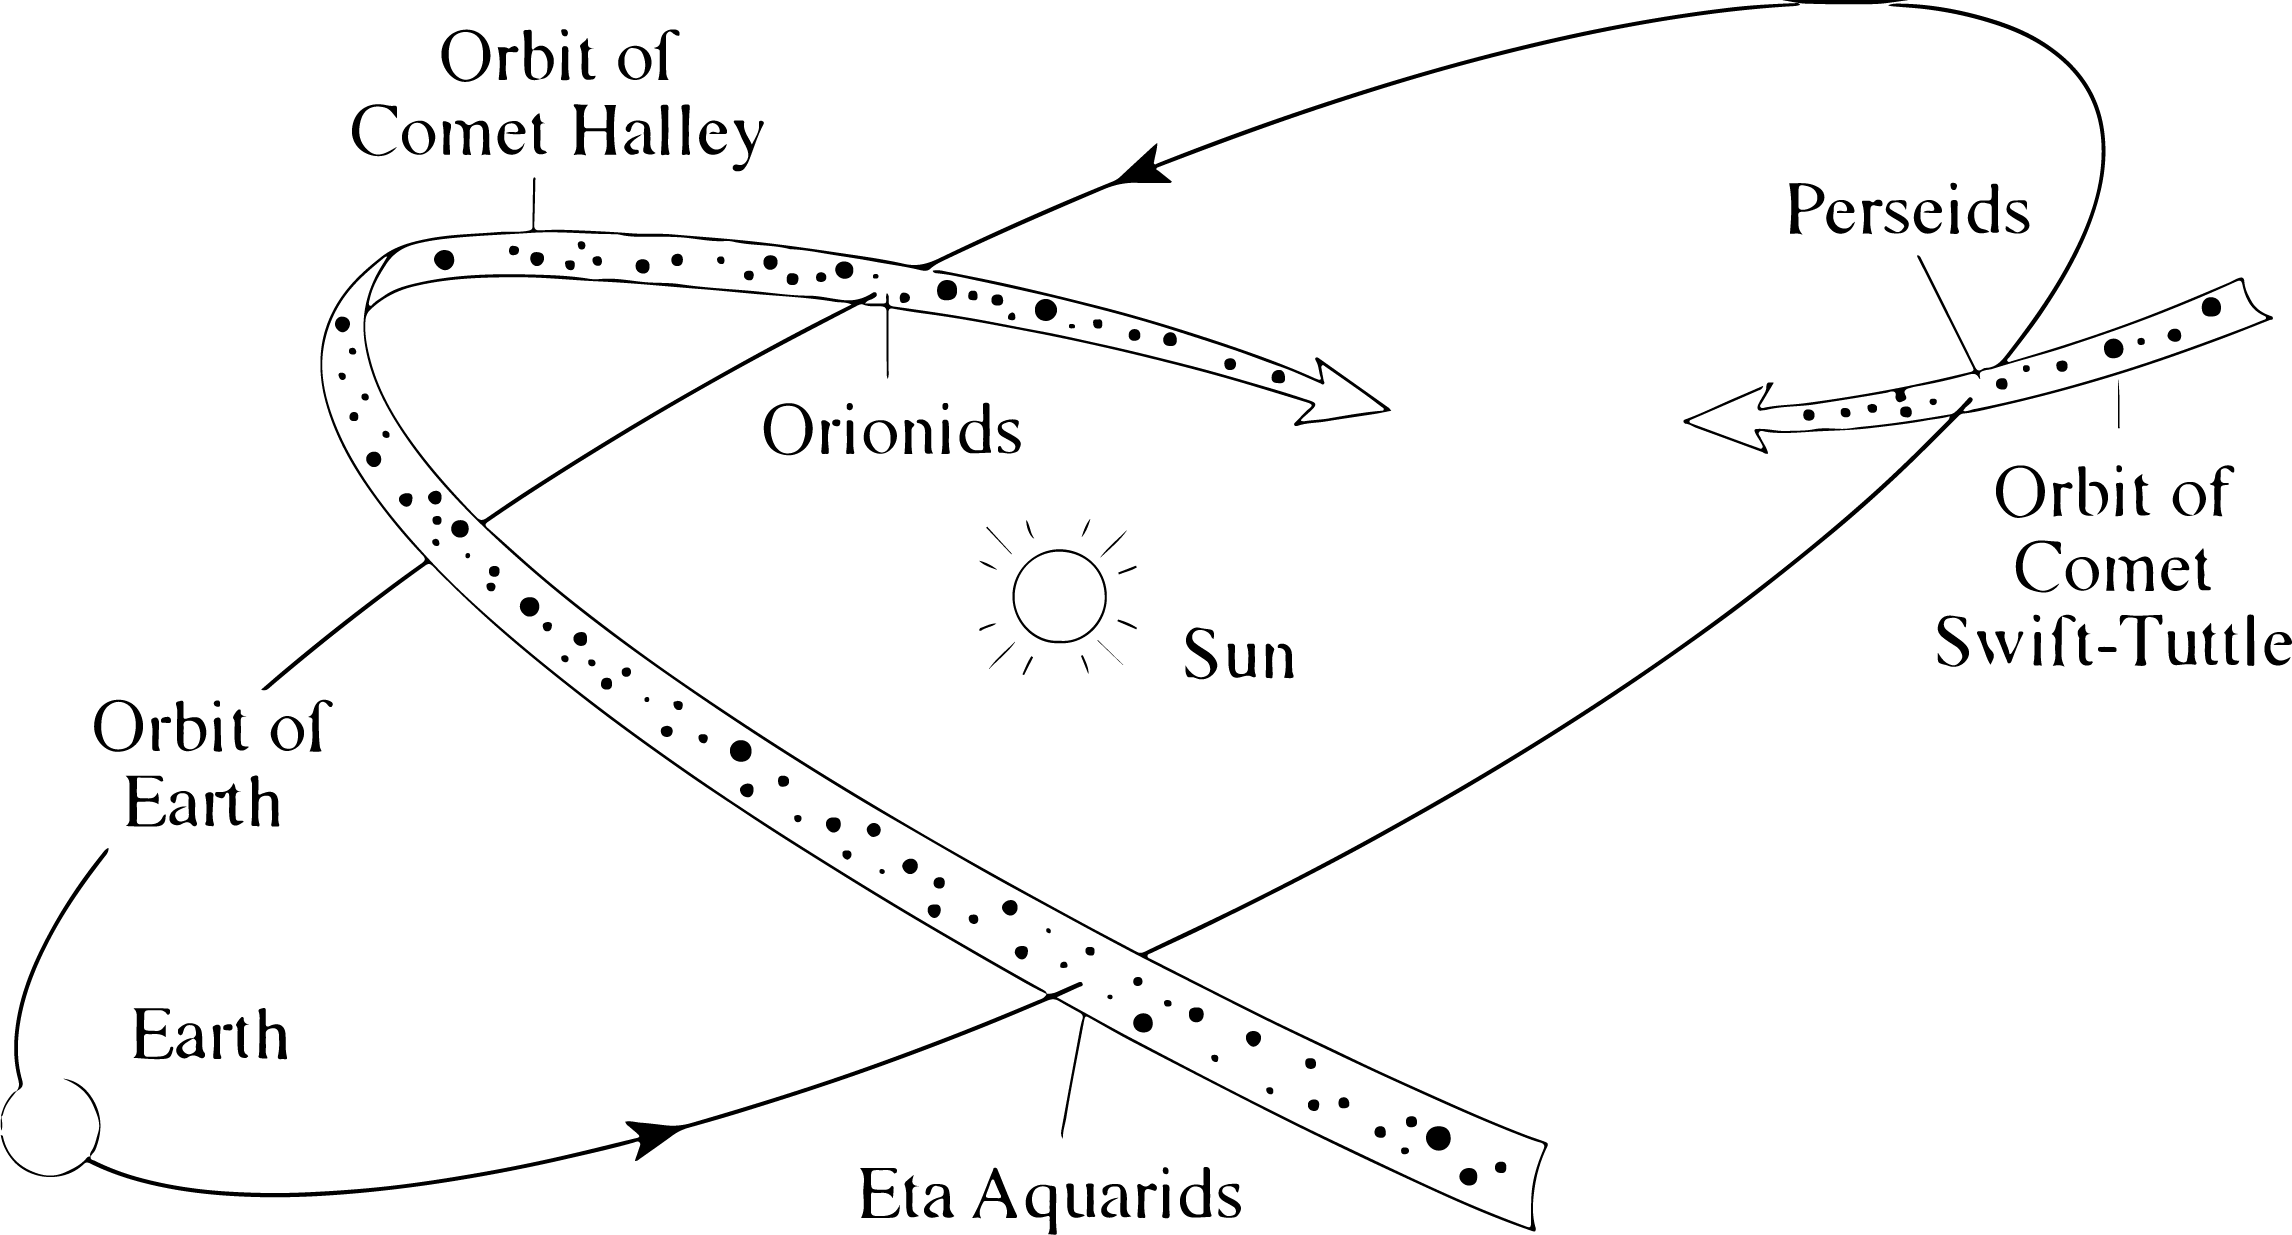 Orbit of
Comet Halley
Perseids
Orionids
Orbit of
Comet
Swift-Tuttle
Sun
Orbit of
Earth
Earth
Eta Aquarids